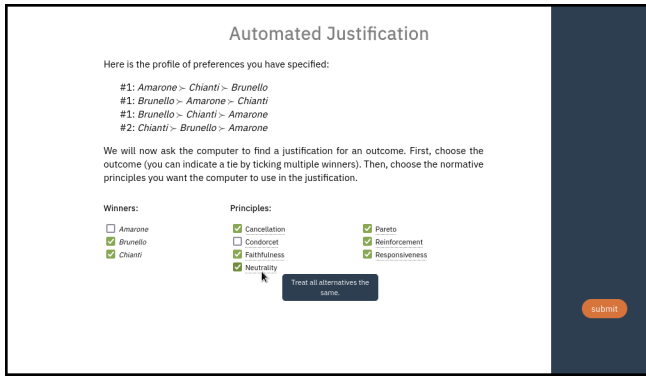 Automated Justification
Here is the profile of preferences you have specified:
#1: Amarone ≻ Chianti ≻ Brunello
#1: Brunello ≻ Amarone ≻ Chianti
#1: Brunello ≻ Chianti ≻ Amarone
#2: Chianti ≻ Brunello ≻ Amarone
We will now ask the computer to find a justification for an outcome. First, choose the
outcome (you can indicate a tie by ticking multiple winners). Then, choose the normative
principles you want the computer to use in the justification.
Winners:
Amarone
Brunello
Chianti
Principles:
Cancellation
Condorcet
Faithfulness
Neutrality
Pareto
Reinforcement
Responsiveness
Treat all alternatives the
same.
submit